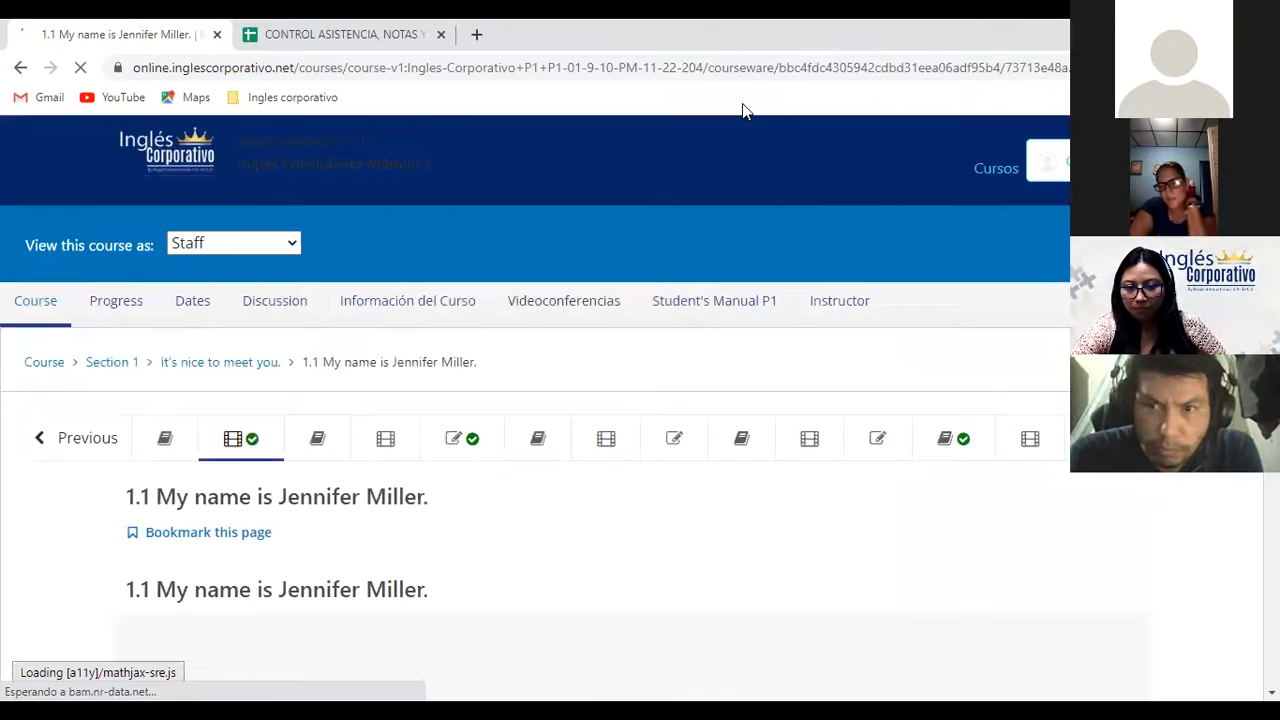 1.1 My name is Jennifer Miller. |
CONTROL ASISTENCIA, NOTAS Y
online.inglescorporativo.net/courses/course-v1:Ingles-Corporativo+P1+P1-01-9-10-PM-11-22-204/courseware/bbc4fdc4305942cdbd31eea06adf95b4/73713e48a
Gmail
YouTube
Maps
Ingles corporativo
Inglés
Corporativo
Cursos
View this course as:
Staff
Course
Progress
Dates
Discussion
Información del Curso
Videoconferencias
Student's Manual P1
Instructor
Course > Section 1 > it's nice to meet you. > 1.1 My name is Jennifer Miller.
Previous
1.1 My name is Jennifer Miller.
Bookmark this page
1.1 My name is Jennifer Miller.
Loading [a11y]/mathjax-sre.js
Esperando a bam.nr-data.net...
Inglés
Corporativo